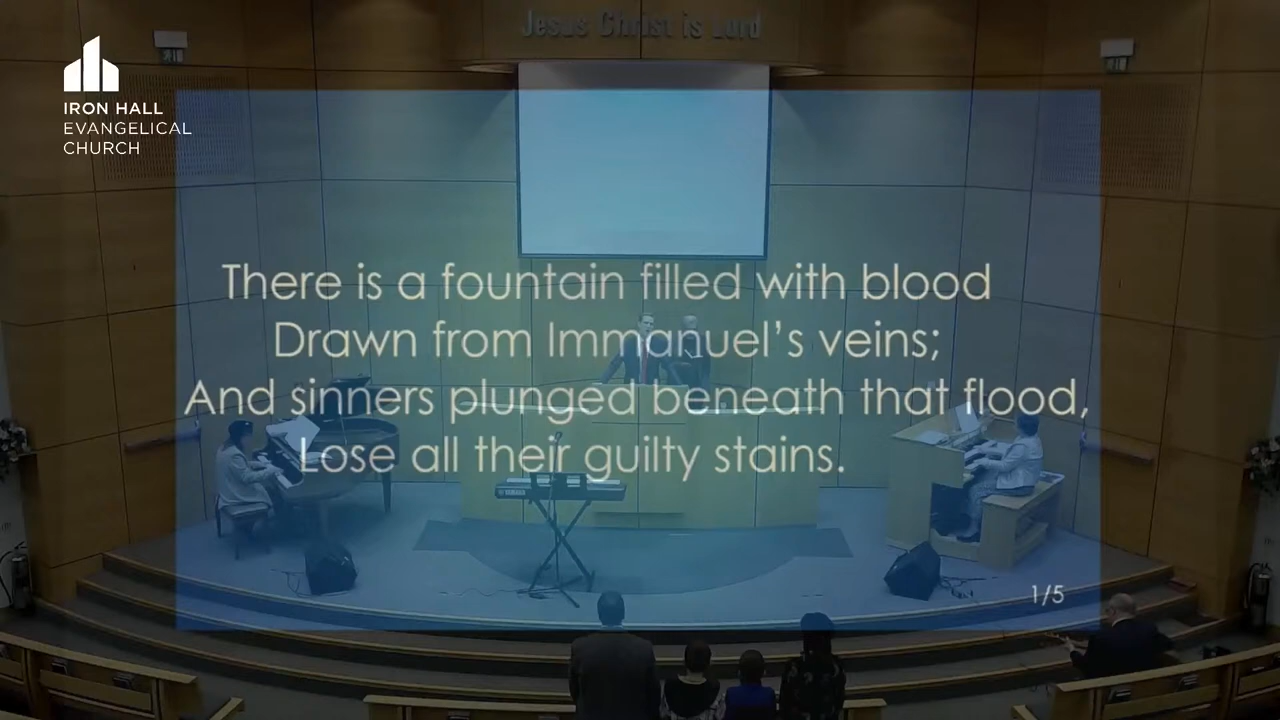 Jesus Christ is Lord
IRON HALL
EVANGELICAL
CHURCH
There is a fountain filled with blood
Drawn from Immanuel’s veins;
And sinners plunged beneath that flood,
Lose all their guilty stains.
1/5